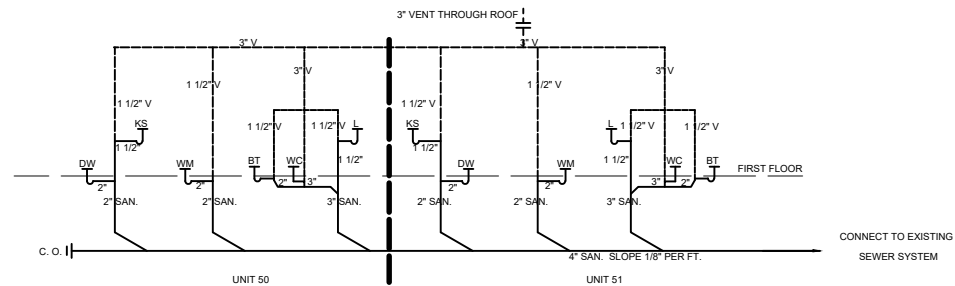 3" VENT THROUGH ROOF
3" V
3" V
1 1/2" V
3" V
1 1/2" V
3" V
1 1/2" V
1 1/2" V
KS
1 1/2" V
1 1/2" V
L
KS
L
1 1/2" V
1 1/2" V
1 1/2"
1 1/2"
1 1/2"
1 1/2"
DW
WM
BT
WC
DW
WM
WC
BT
FIRST FLOOR
2"
2"
2"
3"
2"
2"
3"
2"
2" SAN.
2" SAN.
3" SAN.
2" SAN.
2" SAN.
3" SAN.
C. O.
4" SAN. SLOPE 1/8" PER FT.
CONNECT TO EXISTING
SEWER SYSTEM
UNIT 50
UNIT 51